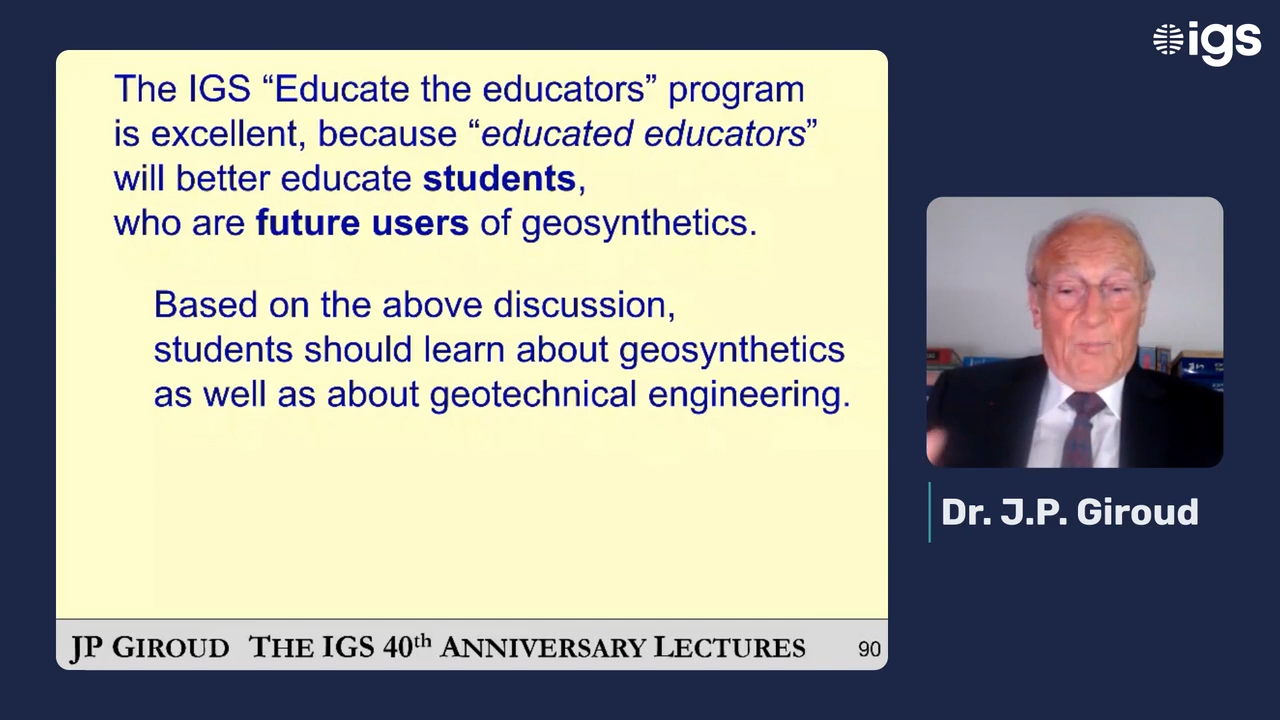 igs
The IGS “Educate the educators” program
is excellent, because “educated educators”
will better educate students,
who are future users of geosynthetics.
Based on the above discussion,
students should learn about geosynthetics
as well as about geotechnical engineering.
JP GIROUD THE IGS 40th ANNIVERSARY LECTURES 90
Dr. J.P. Giroud